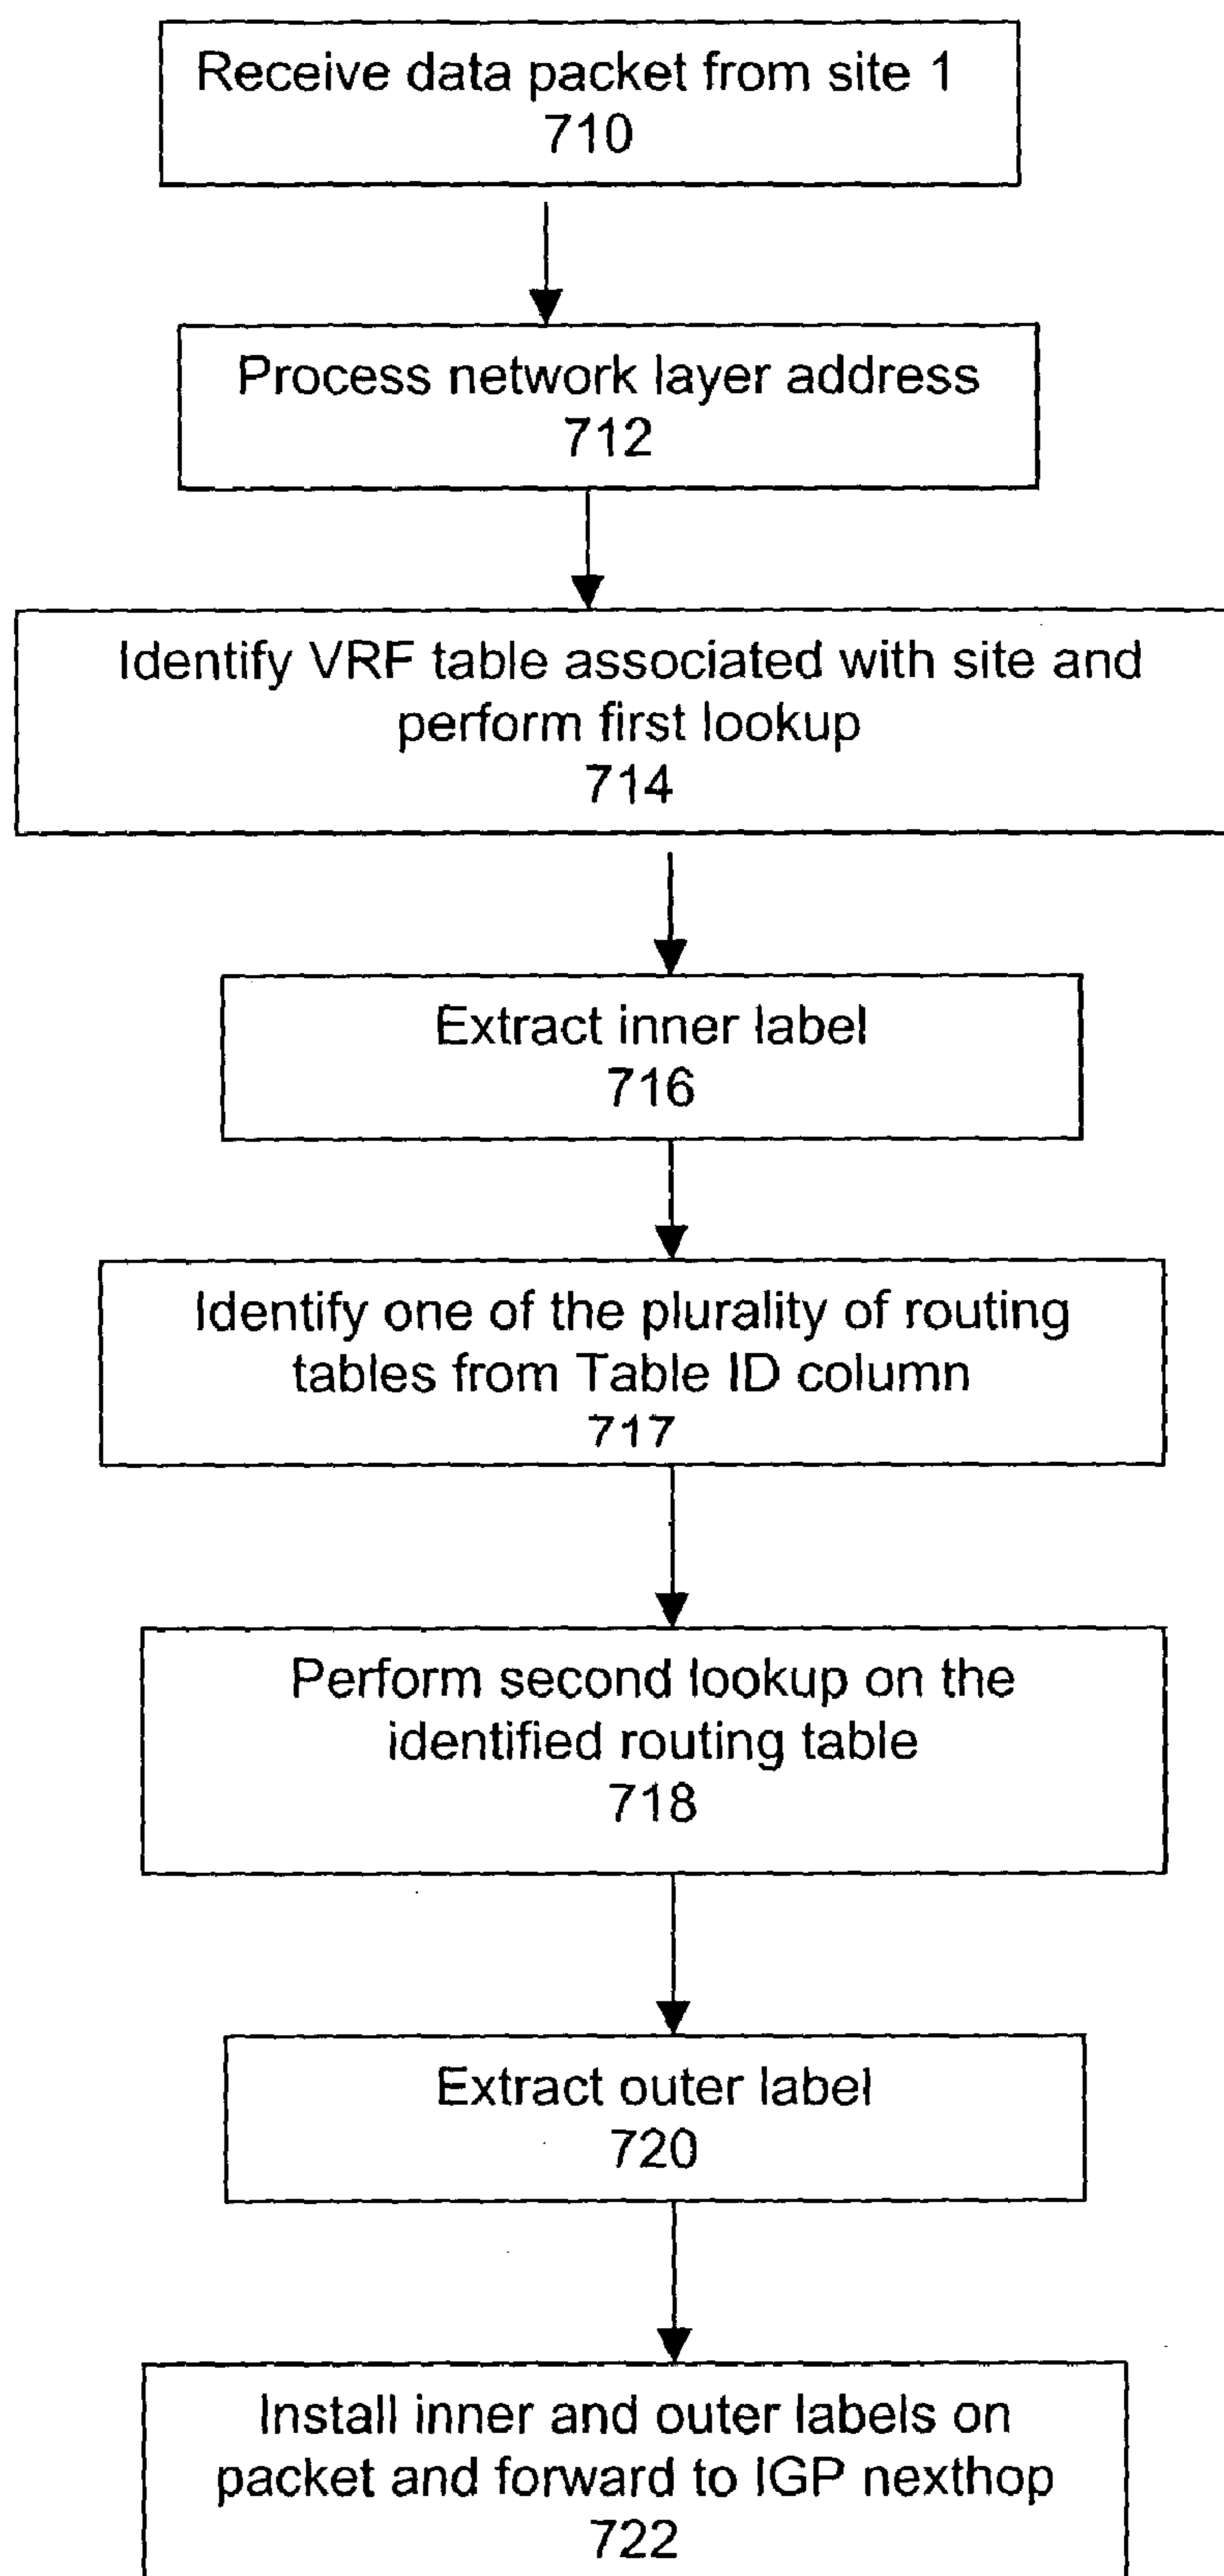 Receive data packet from site 1
710
Process network layer address
712
Identify VRF table associated with site and
perform first lookup
714
Extract inner label
716
Identify one of the plurality of routing
tables from Table ID column
717
Perform second lookup on the
identified routing table
718
Extract outer label
720
Install inner and outer labels on
packet and forward to IGP nexthop
722